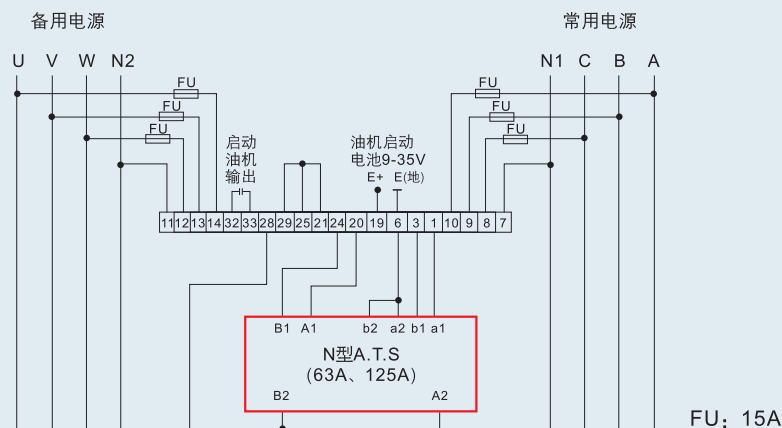 备用电源
常用电源
U V W N2
N1 C B A
FU
FU
FU
FU
FU
FU
启动
油机
输出
油机启动
电池9-35V
E+ E(地)
11 12 13 14 32 33 28 29 25 21 24 20 19 6 3 1 10 9 8 7
B1 A1 b2 a2 b1 a1
N型A.T.S
(63A、125A)
B2 A2
FU：15A